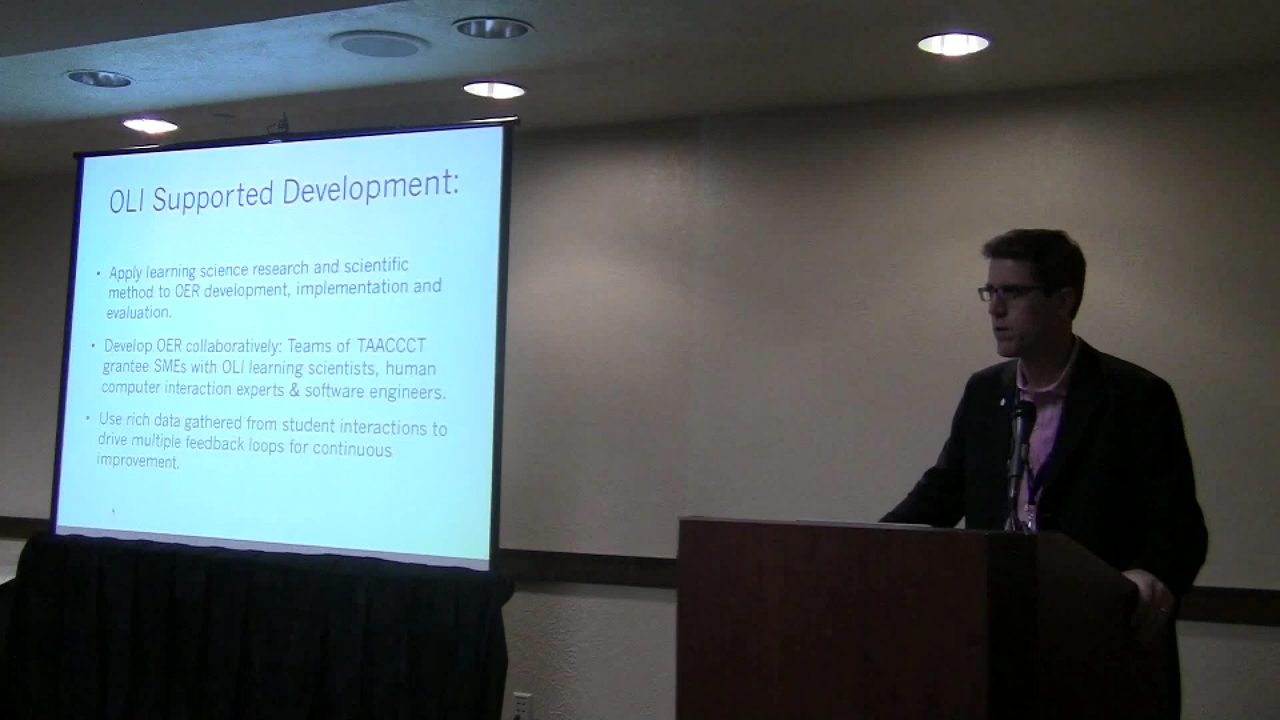 OLI Supported Development:
• Apply learning science research and scientific
method to OER development, implementation and
evaluation.
• Develop OER collaboratively: Teams of TAACCCT
grantee SMEs with OLI learning scientists, human
computer interaction experts & software engineers.
• Use rich data gathered from student interactions to
drive multiple feedback loops for continuous
improvement.